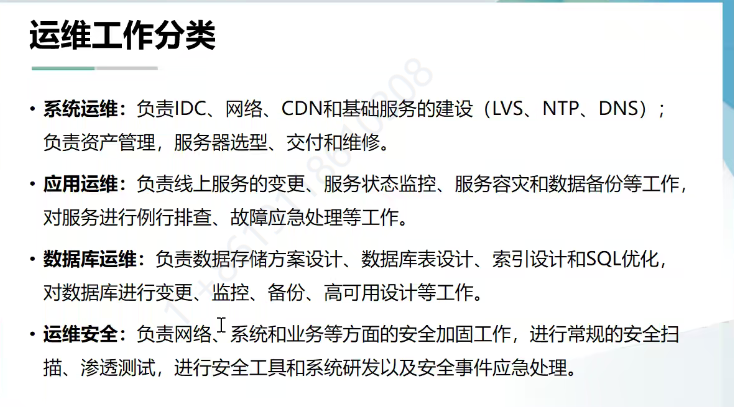 运维工作分类
• 系统运维：负责IDC、网络、CDN和基础服务的建设（LVS、NTP、DNS）；
负责资产管理，服务器选型、交付和维修。
• 应用运维：负责线上服务的变更、服务状态监控、服务容灾和数据备份等工作，
对服务进行例行排查、故障应急处理等工作。
• 数据库运维：负责数据存储方案设计、数据库表设计、索引设计和SQL优化，
对数据库进行变更、监控、备份、高可用设计等工作。
• 运维安全：负责网络、系统和业务等方面的安全加固工作，进行常规的安全扫
描、渗透测试，进行安全工具和系统研发以及安全事件应急处理。